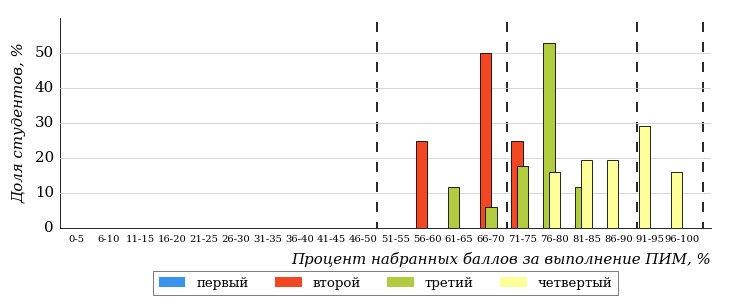 Доля студентов, %
50
40
30
20
10
0
0-5 6-10 11-15 16-20 21-25 26-30 31-35 36-40 41-45 46-50 51-55 56-60 61-65 66-70 71-75 76-80 81-85 86-90 91-95 96-100
Процент набранных баллов за выполнение ПИМ, %
первый второй третий четвертый